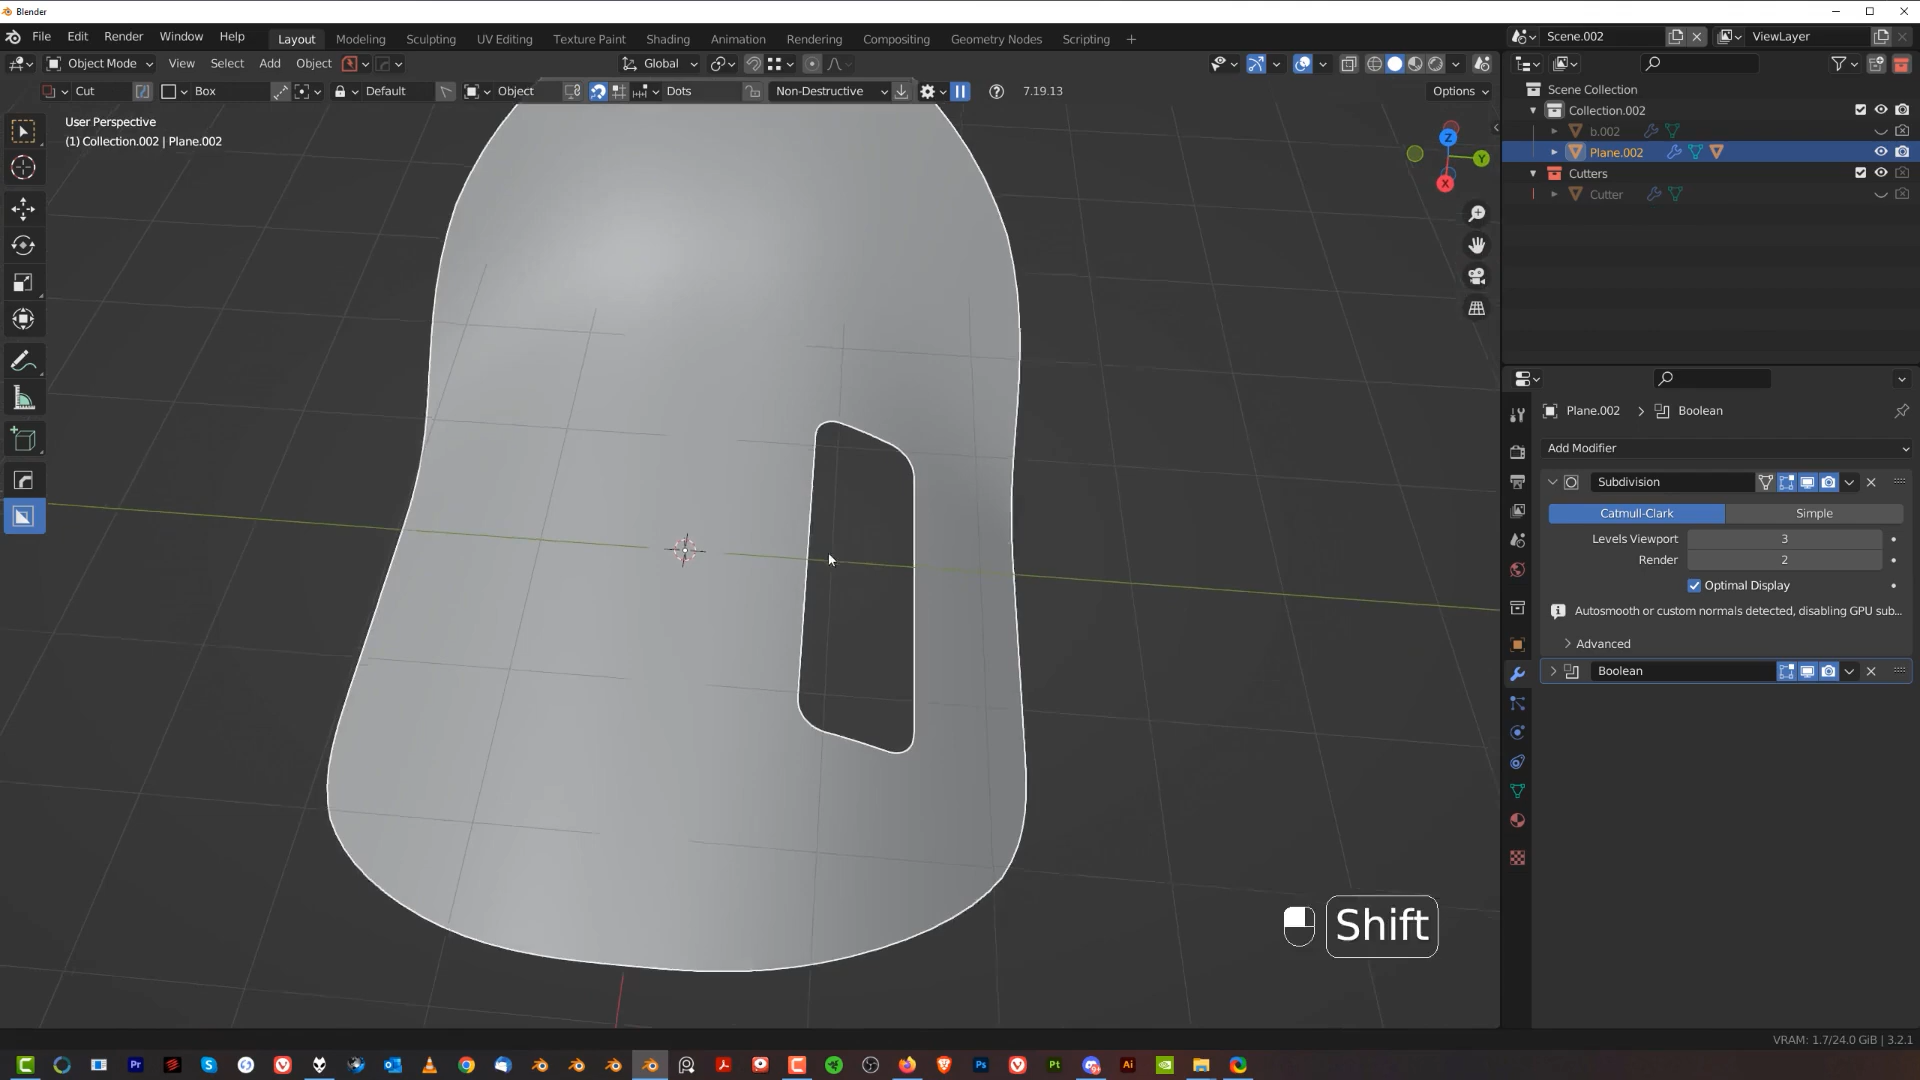 Blender
File Edit Render Window Help Layout Modeling Sculpting UV Editing Texture Paint Shading Animation Rendering Compositing Geometry Nodes Scripting + Scene.002 ViewLayer
Object Mode View Select Add Object Global
Cut Box Default Object Dots Non-Destructive 7.19.13 Options
User Perspective
(1) Collection.002 | Plane.002
Z
Y
X
Scene Collection
Collection.002
b.002
Plane.002
Cutters
Cutter
Plane.002 Boolean
Add Modifier
Subdivision
Catmull-Clark Simple
Levels Viewport 3
Render 2
Optimal Display
Autosmooth or custom normals detected, disabling GPU sub...
Advanced
Boolean
Shift
VRAM: 1.7/24.0 GiB | 3.2.1
Pr S Ps Pt Ai